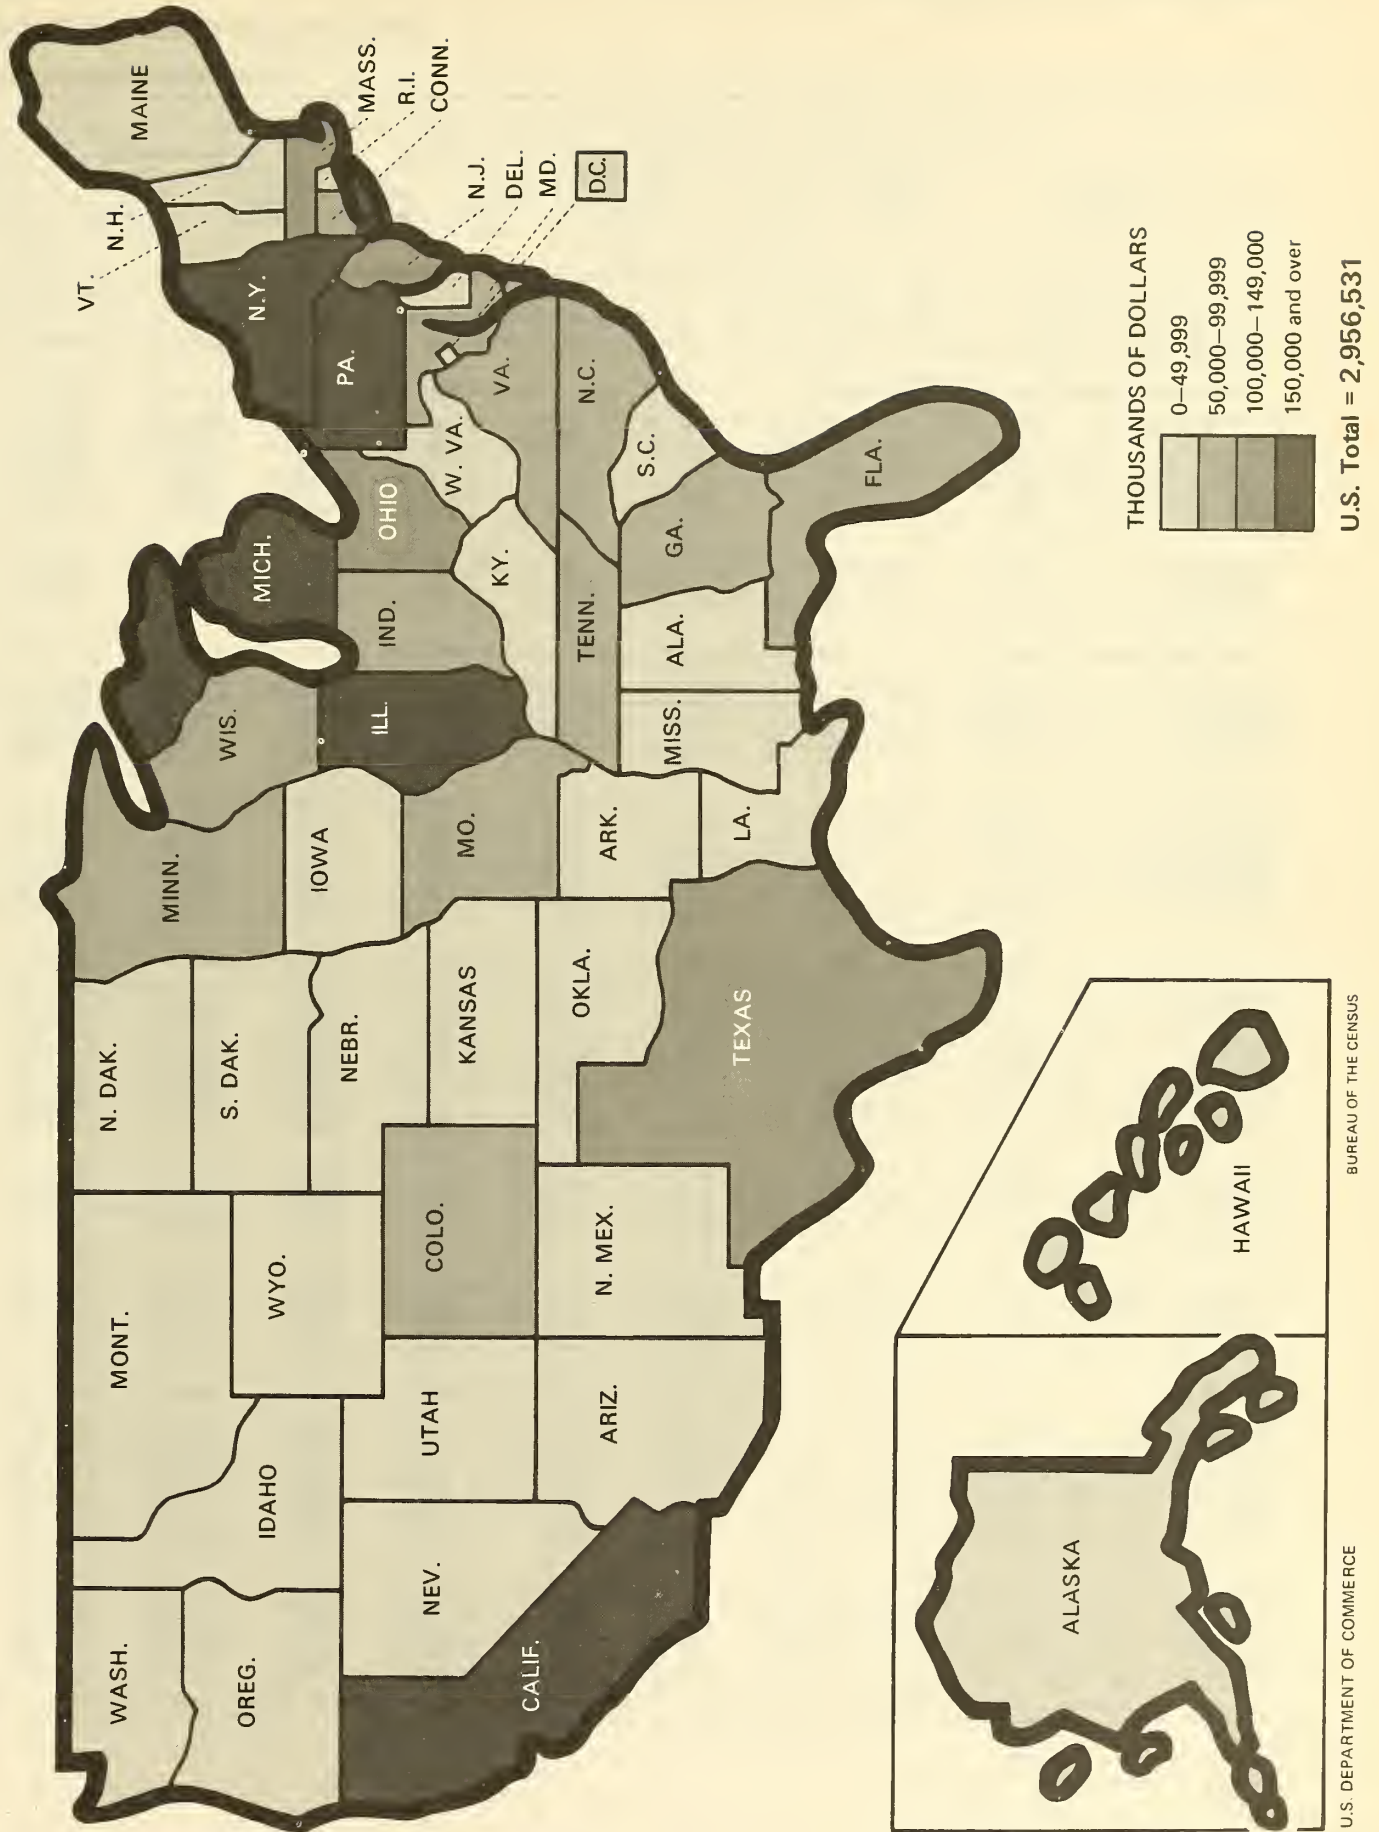 WASH.
OREG.
CALIF.
NEV.
IDAHO
MONT.
WYO.
UTAH
ARIZ.
COLO.
N. MEX.
N. DAK.
S. DAK.
NEBR.
KANSAS
OKLA.
TEXAS
MINN.
IOWA
MO.
ARK.
LA.
WIS.
ILL.
MICH.
IND.
OHIO
KY.
TENN.
MISS.
ALA.
GA.
FLA.
S.C.
N.C.
VA.
W. VA.
PA.
N.Y.
VT.
N.H.
MAINE
MASS.
R.I.
CONN.
N.J.
DEL.
MD.
D.C.
ALASKA
HAWAII
THOUSANDS OF DOLLARS
0–49,999
50,000–99,999
100,000–149,000
150,000 and over
U.S. Total = 2,956,531
U.S. DEPARTMENT OF COMMERCE
BUREAU OF THE CENSUS